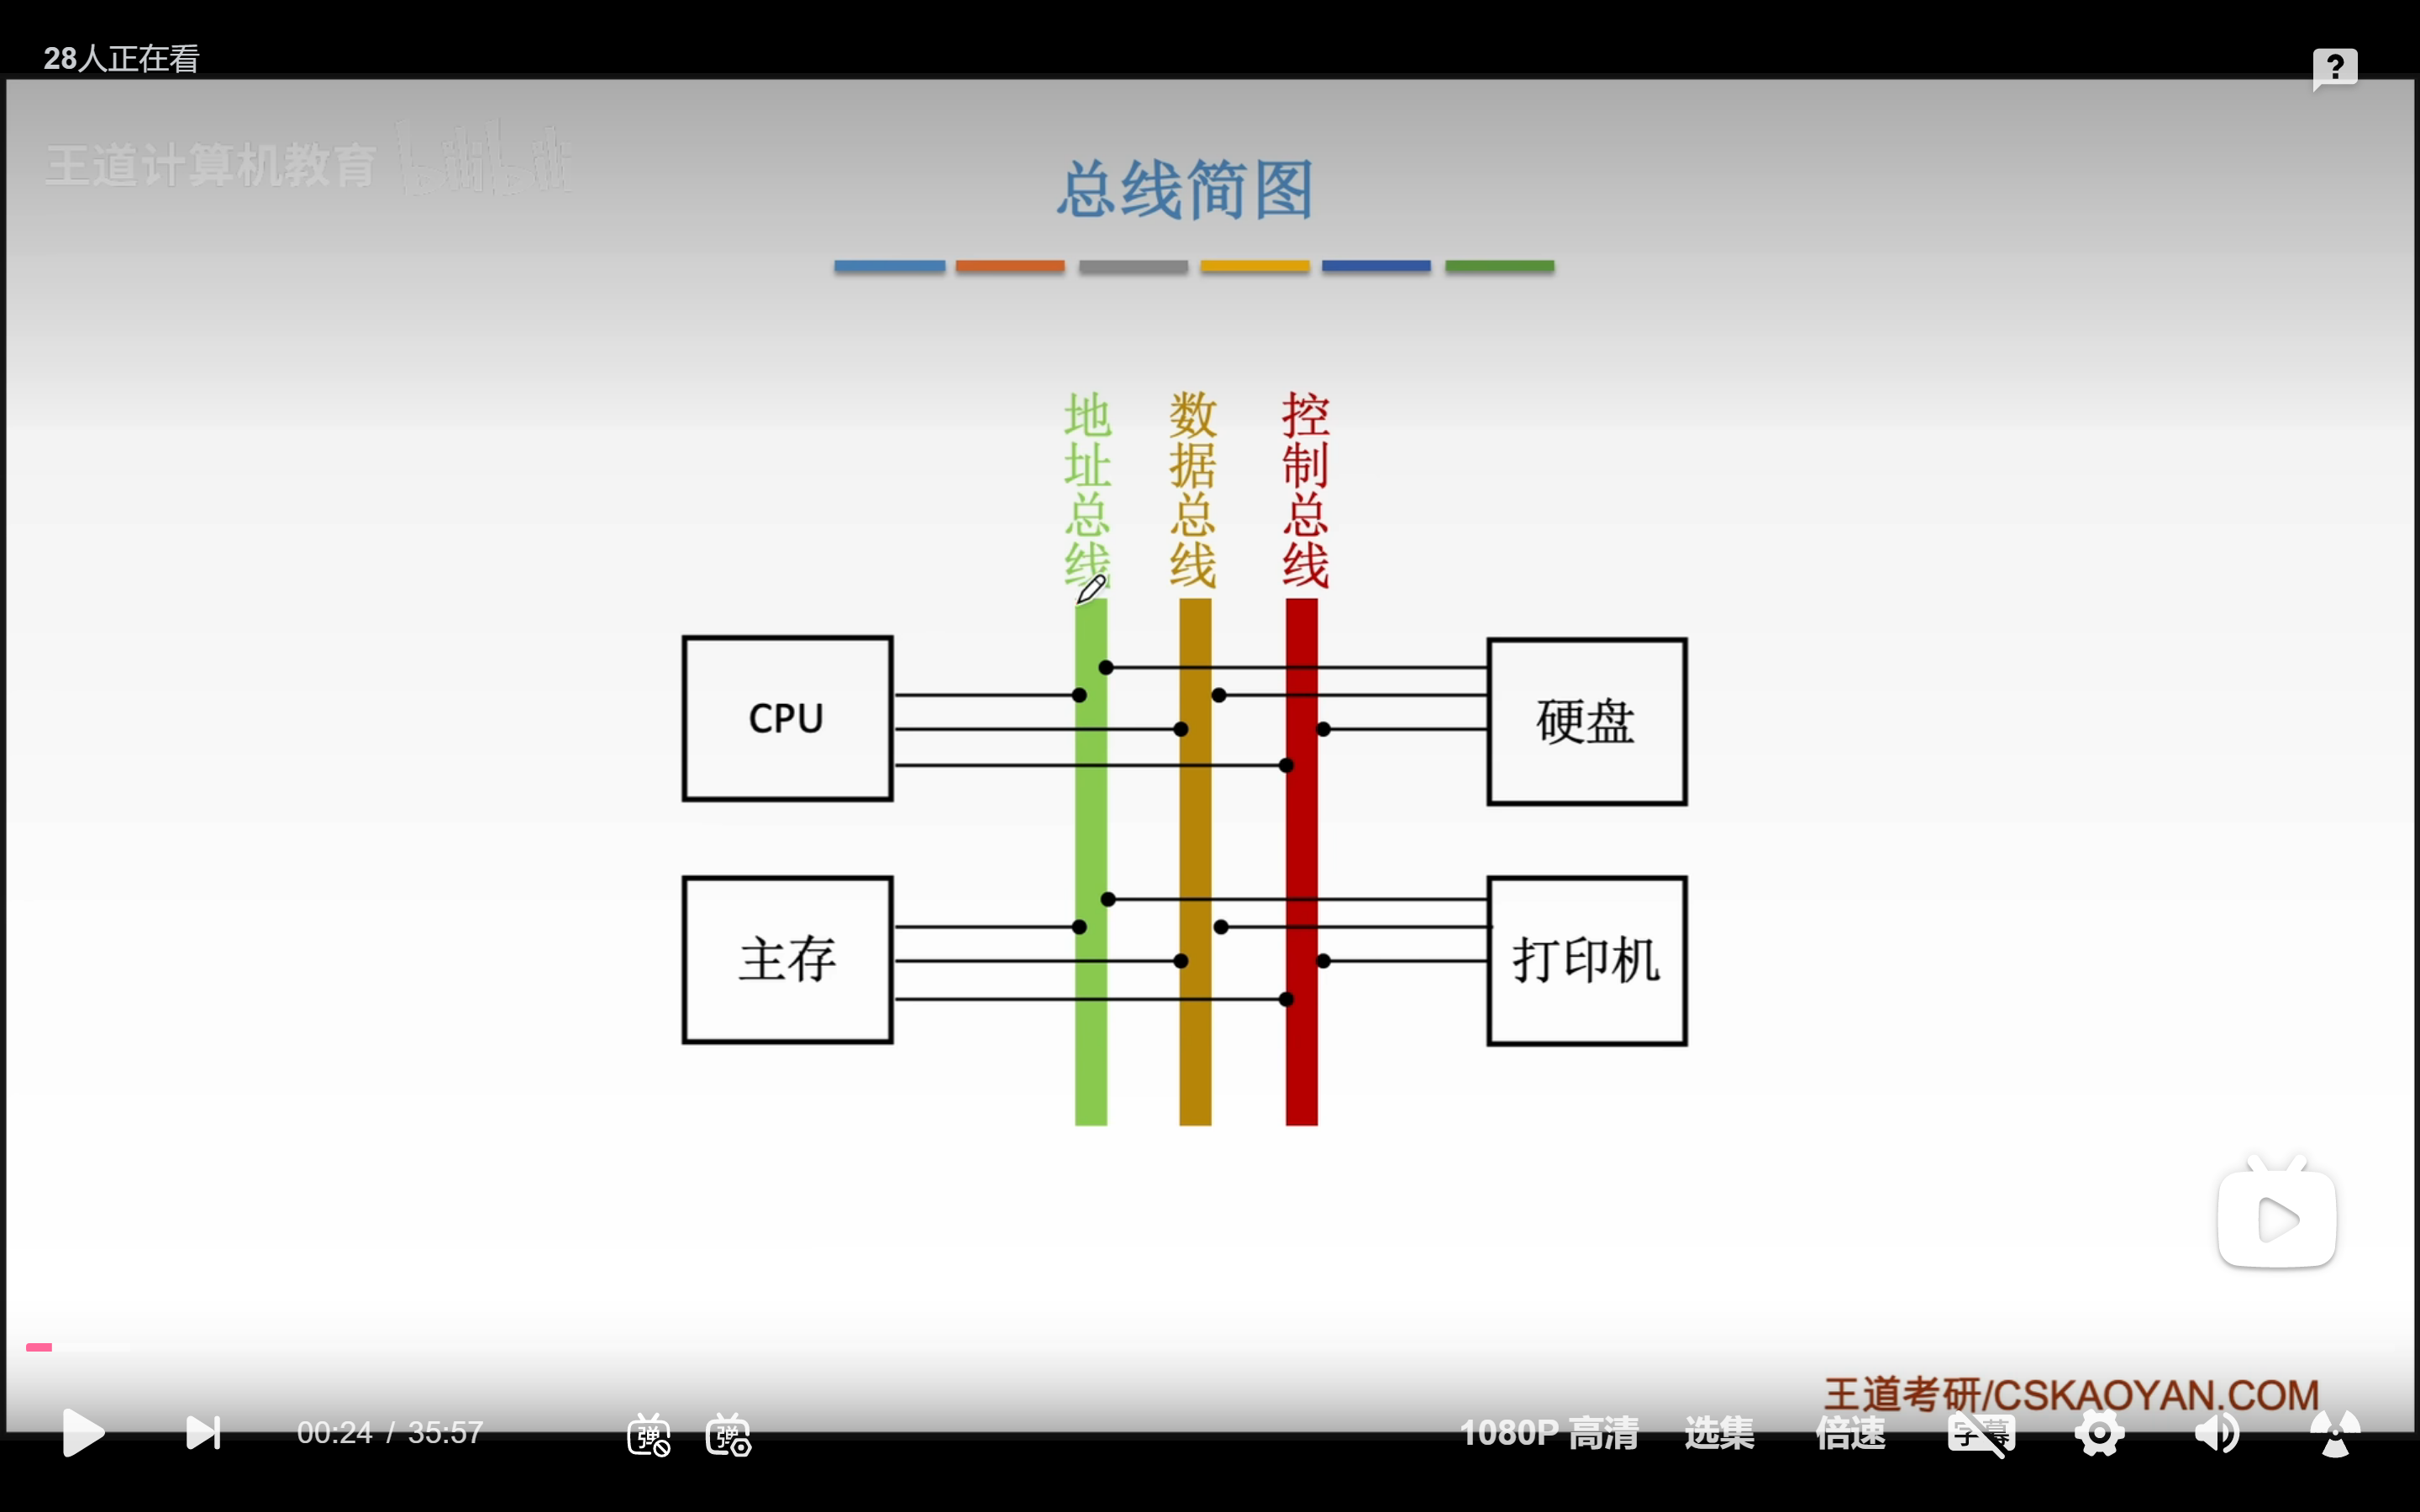 28人正在看
?
王道计算机教育
bilibili
总线简图
地址总线
数据总线
控制总线
CPU
硬盘
主存
打印机
王道考研/CSKAOYAN.COM
00:24 / 35:57
弹
弹
1080P 高清
选集
倍速
字幕